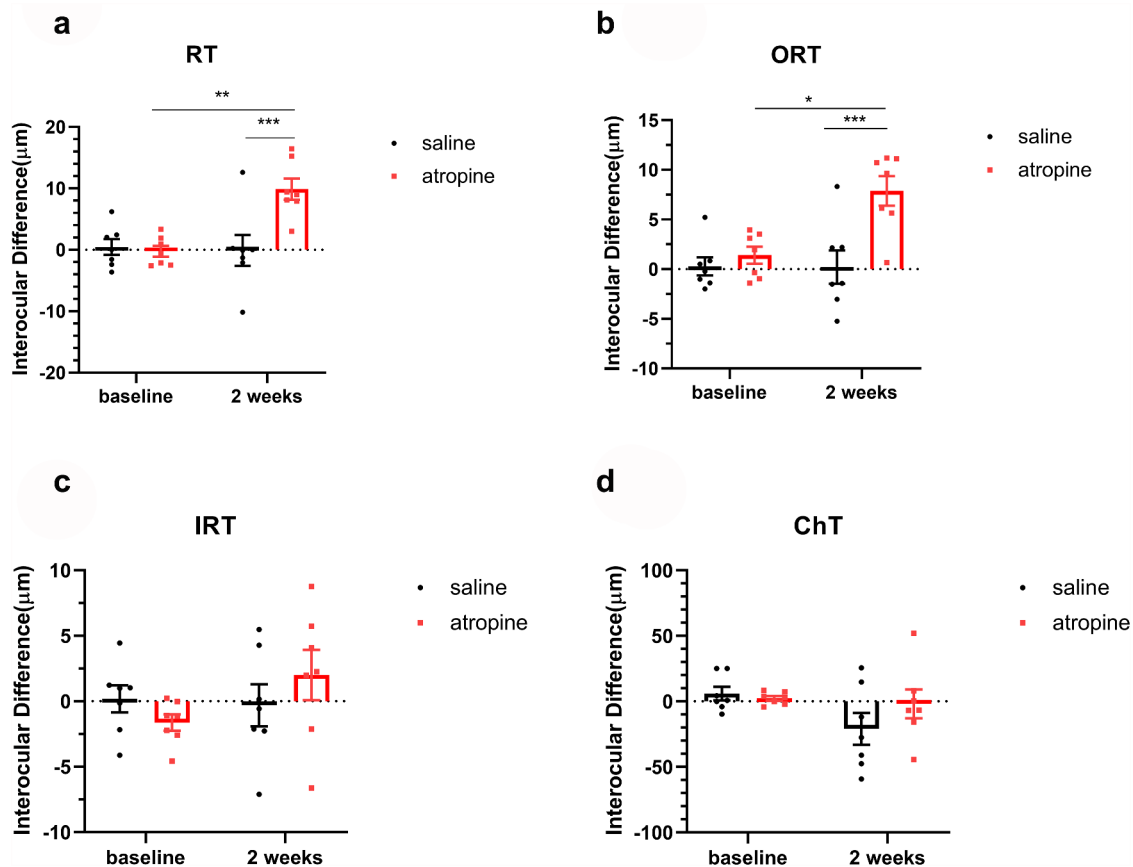 a
RT
**
***
Interocular Difference(μm)
20
10
0
-10
-20
baseline
2 weeks
saline
atropine
b
ORT
*
***
Interocular Difference(μm)
15
10
5
0
-5
-10
baseline
2 weeks
saline
atropine
c
IRT
Interocular Difference(μm)
10
5
0
-5
-10
baseline
2 weeks
saline
atropine
d
ChT
Interocular Difference(μm)
100
50
0
-50
-100
baseline
2 weeks
saline
atropine